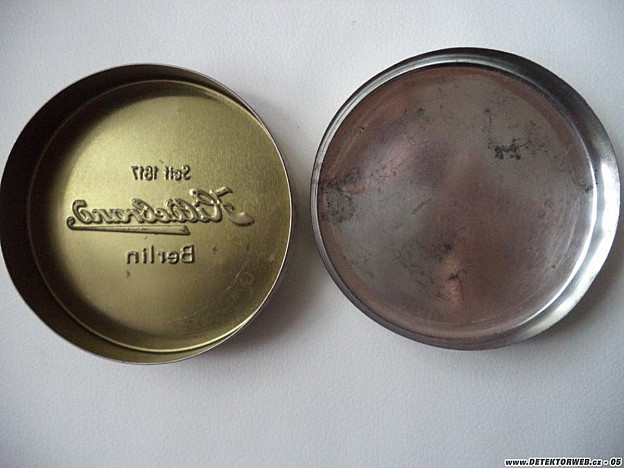 Seit 1817
Hildebrand
Berlin
www.DETEKTORWEB.cz - 05